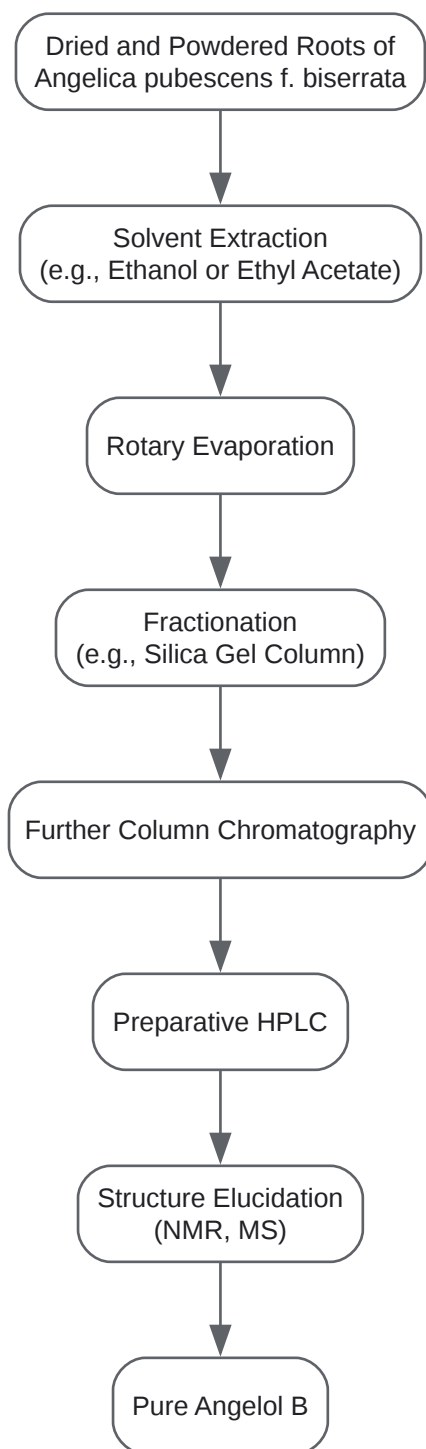 Dried and Powdered Roots of
Angelica pubescens f. biserrata
Solvent Extraction
(e.g., Ethanol or Ethyl Acetate)
Rotary Evaporation
Fractionation
(e.g., Silica Gel Column)
Further Column Chromatography
Preparative HPLC
Structure Elucidation
(NMR, MS)
Pure Angelol B